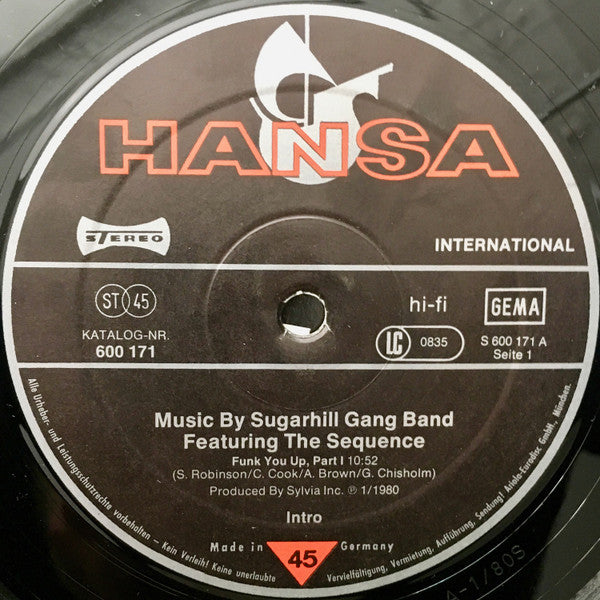 HANSA
STEREO
INTERNATIONAL
ST 45
hi-fi
GEMA
KATALOG-NR.
600 171
LC 0835
S 600 171 A
Seite 1
Music By Sugarhill Gang Band
Featuring The Sequence
Funk You Up, Part I 10:52
(S. Robinson/C. Cook/A. Brown/G. Chisholm)
Produced By Sylvia Inc. ℗ 1/1980
Intro
Made in Germany
45
Alle Urheber- und Leistungsschutzrechte vorbehalten – Kein Verleih! Keine unerlaubte Vervielfältigung, Vermietung, Aufführung, Sendung! Ariola-Eurodisc GmbH., München.
A-1/80S